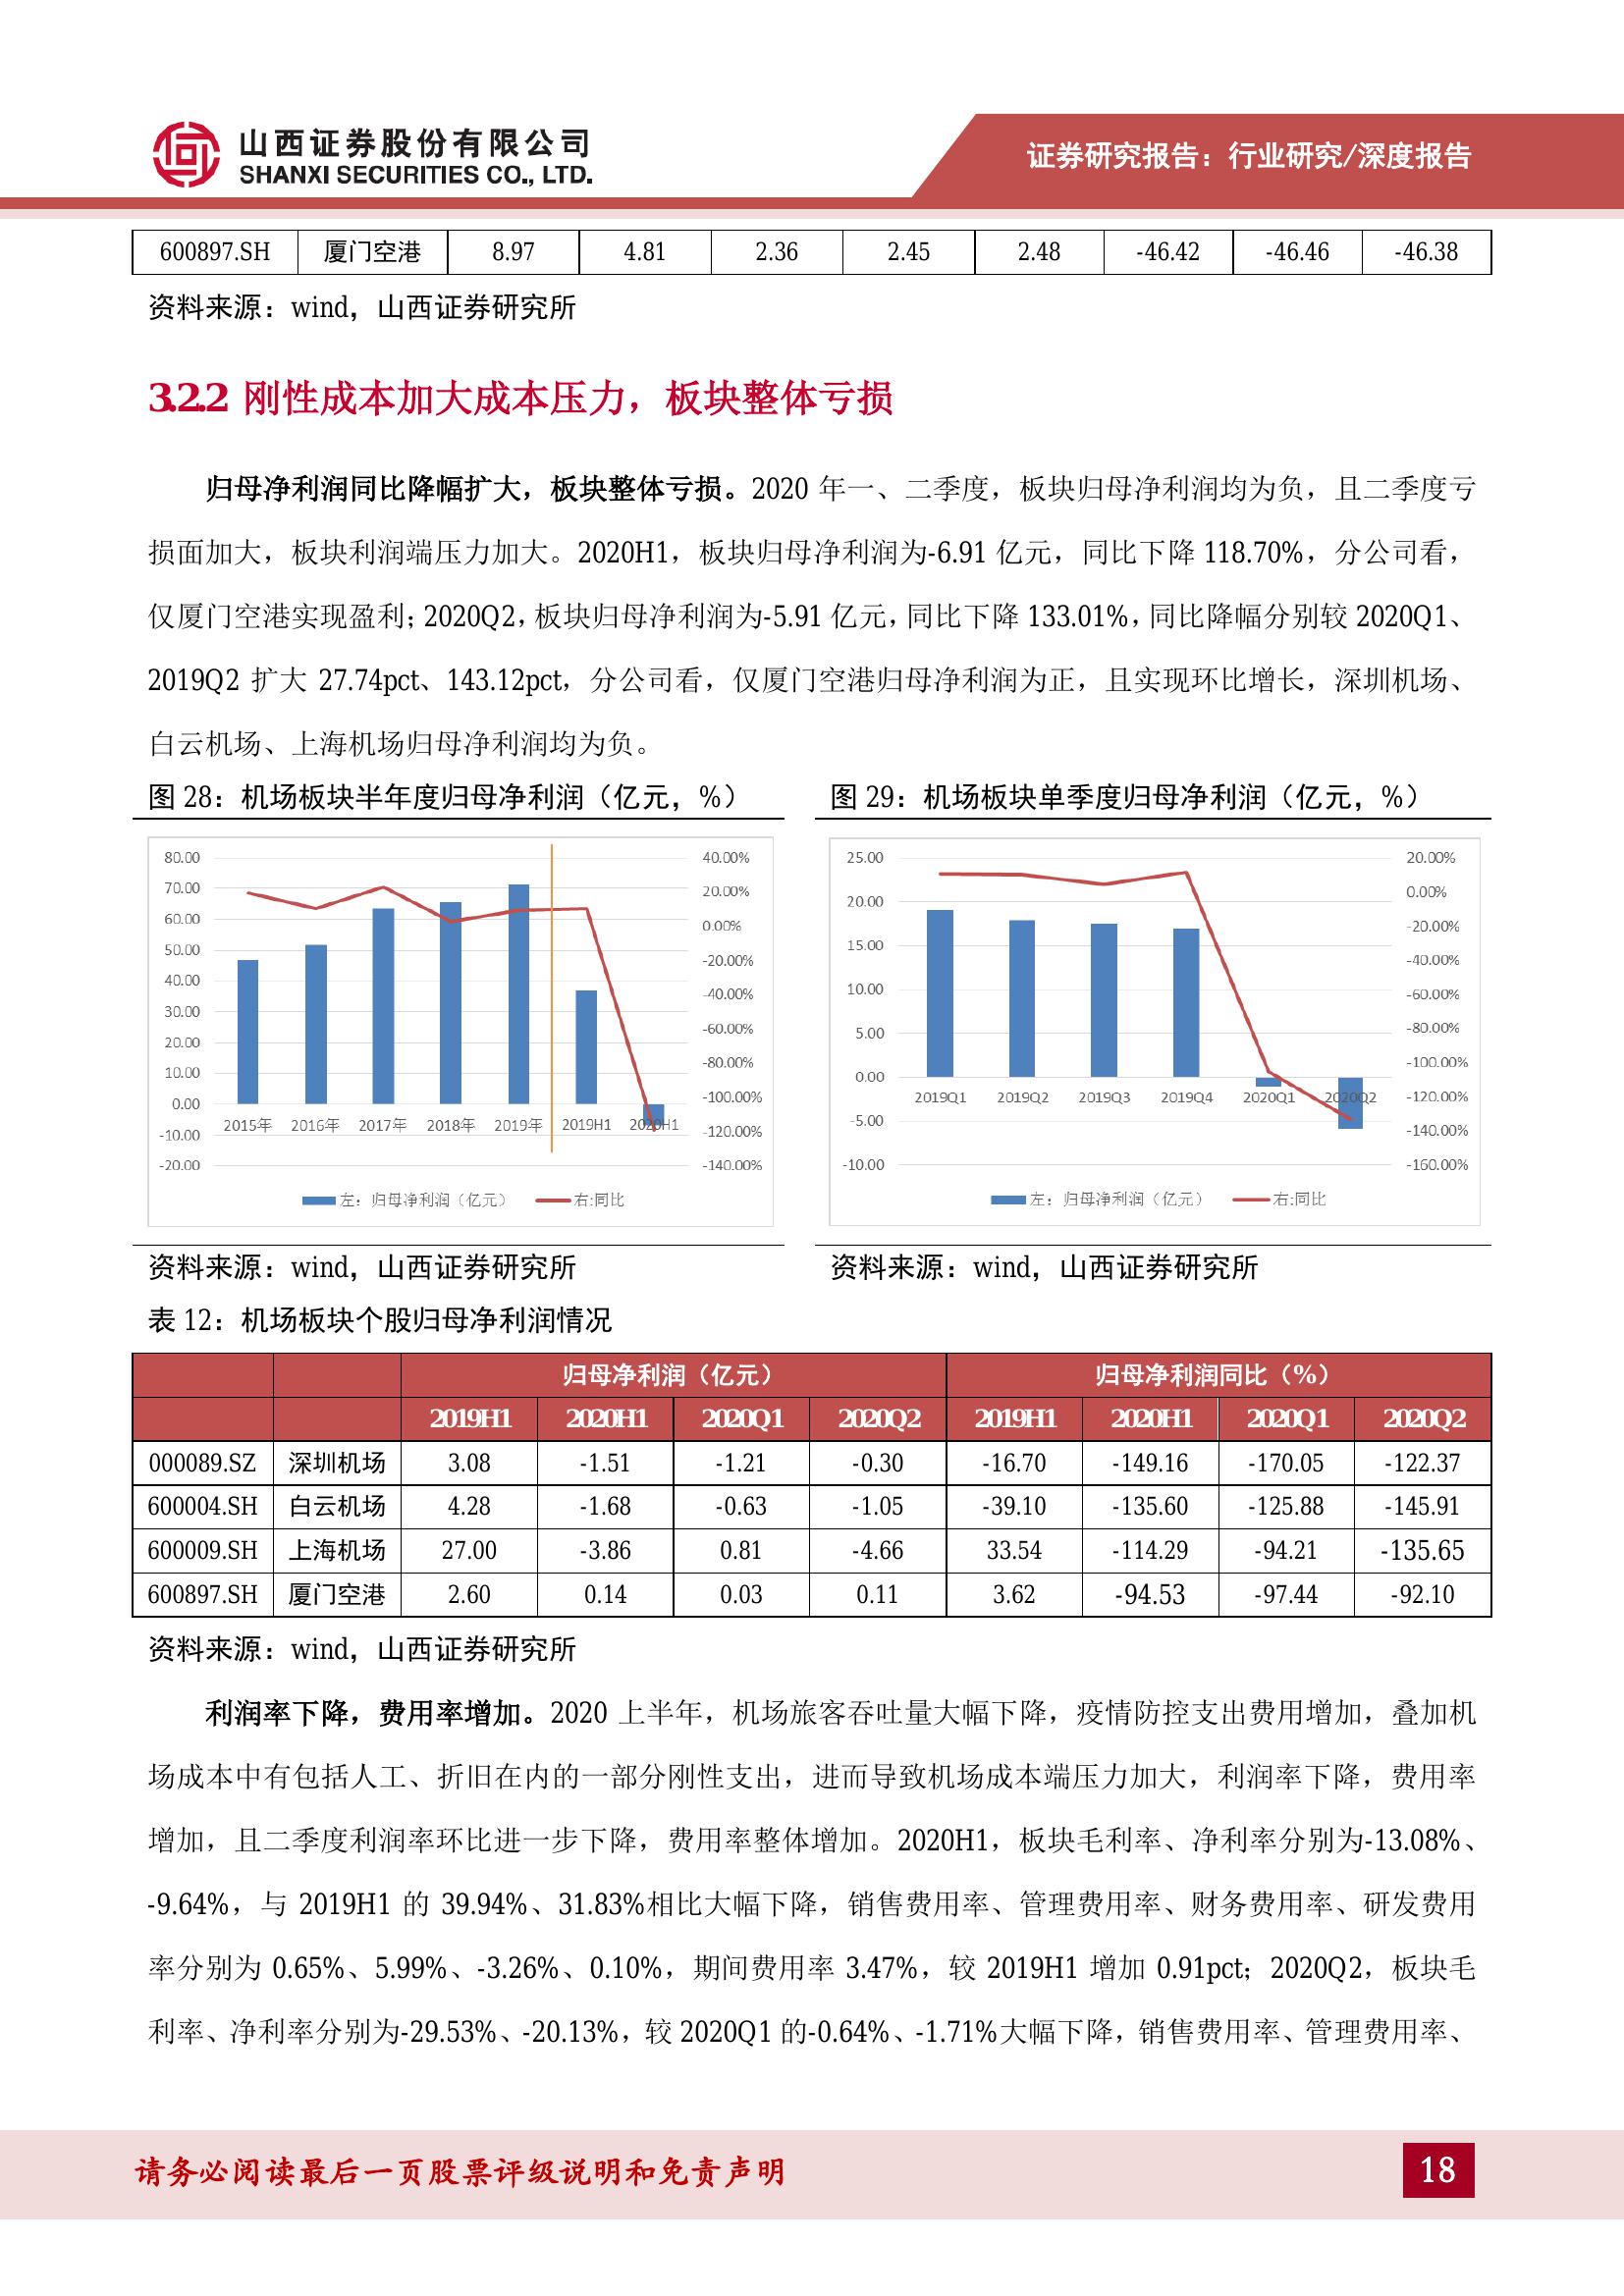 山西证券股份有限公司
SHANXI SECURITIES CO., LTD.
证券研究报告：行业研究/深度报告
600897.SH 厦门空港 8.97 4.81 2.36 2.45 2.48 -46.42 -46.46 -46.38
资料来源：wind，山西证券研究所
3.2.2 刚性成本加大成本压力，板块整体亏损
归母净利润同比降幅扩大，板块整体亏损。2020 年一、二季度，板块归母净利润均为负，且二季度亏
损面加大，板块利润端压力加大。2020H1，板块归母净利润为-6.91 亿元，同比下降 118.70%，分公司看，
仅厦门空港实现盈利；2020Q2，板块归母净利润为-5.91 亿元，同比下降 133.01%，同比降幅分别较 2020Q1、
2019Q2 扩大 27.74pct、143.12pct，分公司看，仅厦门空港归母净利润为正，且实现环比增长，深圳机场、
白云机场、上海机场归母净利润均为负。
图 28：机场板块半年度归母净利润（亿元，%）
80.00 40.00%
70.00 20.00%
60.00 0.00%
50.00 -20.00%
40.00 -40.00%
30.00 -60.00%
20.00 -80.00%
10.00 -100.00%
0.00 -120.00%
-10.00 -140.00%
-20.00
2015年 2016年 2017年 2018年 2019年 2019H1 2020H1
左：归母净利润（亿元） 右:同比
资料来源：wind，山西证券研究所
图 29：机场板块单季度归母净利润（亿元，%）
25.00 20.00%
20.00 0.00%
15.00 -20.00%
10.00 -40.00%
5.00 -60.00%
0.00 -80.00%
-5.00 -100.00%
-10.00 -120.00%
-140.00%
-160.00%
2019Q1 2019Q2 2019Q3 2019Q4 2020Q1 2020Q2
左：归母净利润（亿元） 右:同比
资料来源：wind，山西证券研究所
表 12：机场板块个股归母净利润情况
归母净利润（亿元） 归母净利润同比（%）
2019H1 2020H1 2020Q1 2020Q2 2019H1 2020H1 2020Q1 2020Q2
000089.SZ 深圳机场 3.08 -1.51 -1.21 -0.30 -16.70 -149.16 -170.05 -122.37
600004.SH 白云机场 4.28 -1.68 -0.63 -1.05 -39.10 -135.60 -125.88 -145.91
600009.SH 上海机场 27.00 -3.86 0.81 -4.66 33.54 -114.29 -94.21 -135.65
600897.SH 厦门空港 2.60 0.14 0.03 0.11 3.62 -94.53 -97.44 -92.10
资料来源：wind，山西证券研究所
利润率下降，费用率增加。2020 上半年，机场旅客吞吐量大幅下降，疫情防控支出费用增加，叠加机
场成本中有包括人工、折旧在内的一部分刚性支出，进而导致机场成本端压力加大，利润率下降，费用率
增加，且二季度利润率环比进一步下降，费用率整体增加。2020H1，板块毛利率、净利率分别为-13.08%、
-9.64%，与 2019H1 的 39.94%、31.83%相比大幅下降，销售费用率、管理费用率、财务费用率、研发费用
率分别为 0.65%、5.99%、-3.26%、0.10%，期间费用率 3.47%，较 2019H1 增加 0.91pct；2020Q2，板块毛
利率、净利率分别为-29.53%、-20.13%，较 2020Q1 的-0.64%、-1.71%大幅下降，销售费用率、管理费用率、
请务必阅读最后一页股票评级说明和免责声明
18